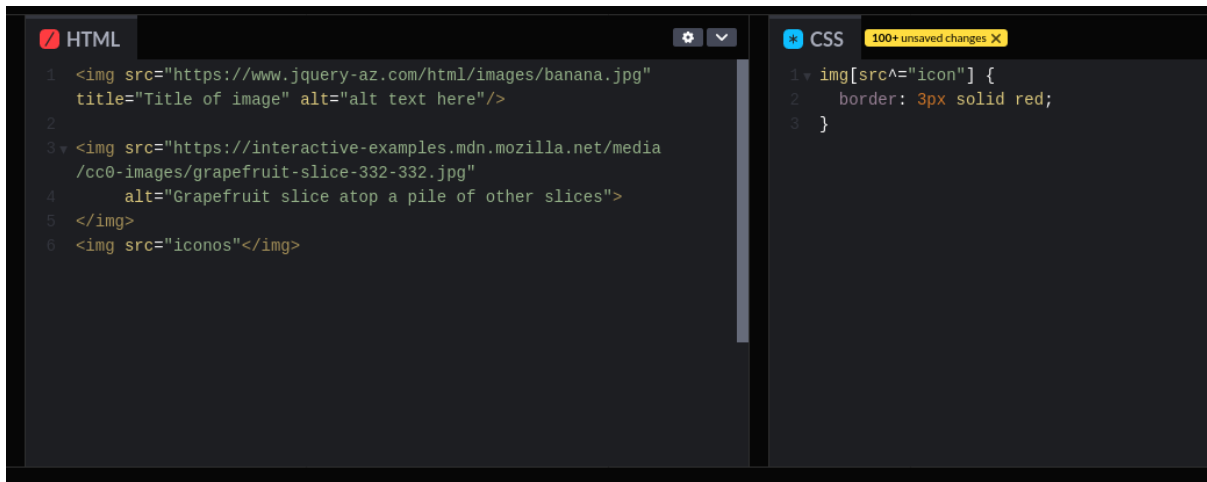 HTML
1 <img src="https://www.jquery-az.com/html/images/banana.jpg"
title="Title of image" alt="alt text here"/>
2
3 <img src="https://interactive-examples.mdn.mozilla.net/media
/cc0-images/grapefruit-slice-332-332.jpg"
4 alt="Grapefruit slice atop a pile of other slices">
5 </img>
6 <img src="iconos"</img>
CSS 100+ unsaved changes X
1 img[src^="icon"] {
2 border: 3px solid red;
3 }